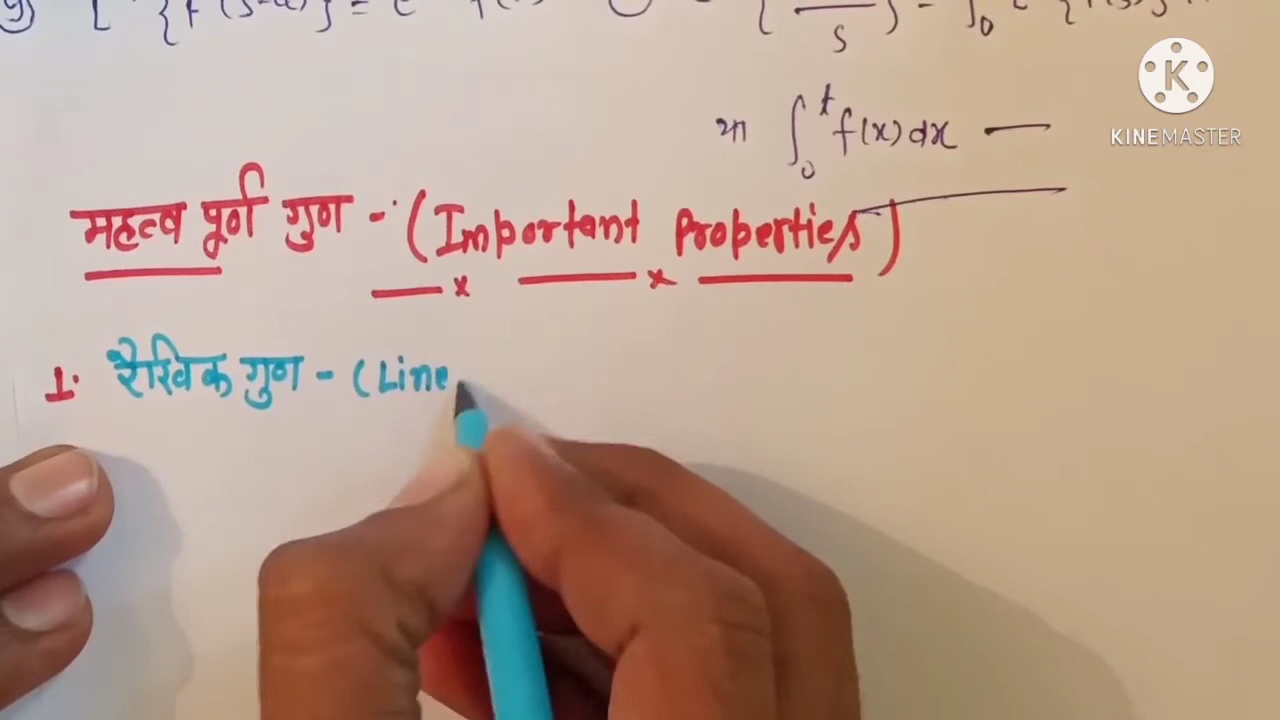 या ∫₀ᵗ f(x)dx —
K
KINEMASTER
महत्व पूर्ण गुण - (Important Properties)
1. रैखिक गुण - (Line